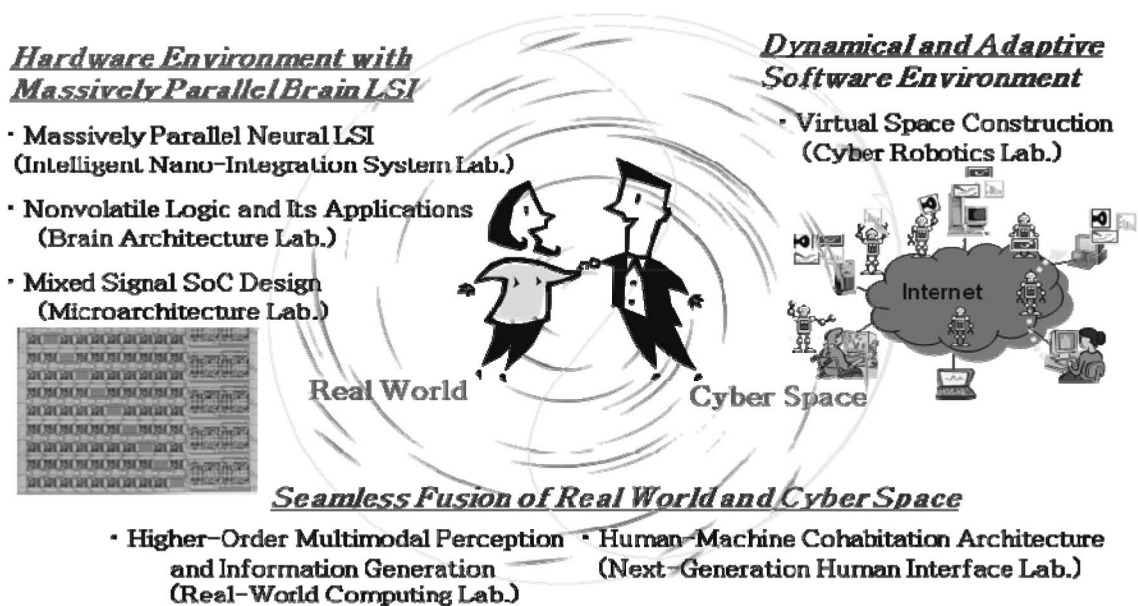 Hardware Environment with
Massively Parallel Brain LSI
・Massively Parallel Neural LSI
(Intelligent Nano-Integration System Lab.)
・Nonvolatile Logic and Its Applications
(Brain Architecture Lab.)
・Mixed Signal SoC Design
(Microarchitecture Lab.)
Dynamical and Adaptive
Software Environment
・Virtual Space Construction
(Cyber Robotics Lab.)
Internet
Real World
Cyber Space
Seamless Fusion of Real World and Cyber Space
・Higher-Order Multimodal Perception
and Information Generation
(Real-World Computing Lab.)
・Human-Machine Cohabitation Architecture
(Next-Generation Human Interface Lab.)